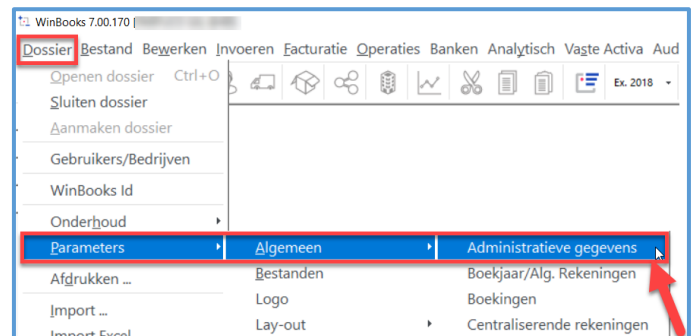 WinBooks 7.00.170 [
Dossier Bestand Bewerken Invoeren Facturatie Operaties Banken Analytisch Vaste Activa Aud
Openen dossier Ctrl+O
Ex. 2018
Sluiten dossier
Aanmaken dossier
Gebruikers/Bedrijven
WinBooks Id
Onderhoud
Parameters Algemeen Administratieve gegevens
Afdrukken ... Bestanden Boekjaar/Alg. Rekeningen
Import ... Logo Boekingen
Import Excel Lay-out Centraliserende rekeningen